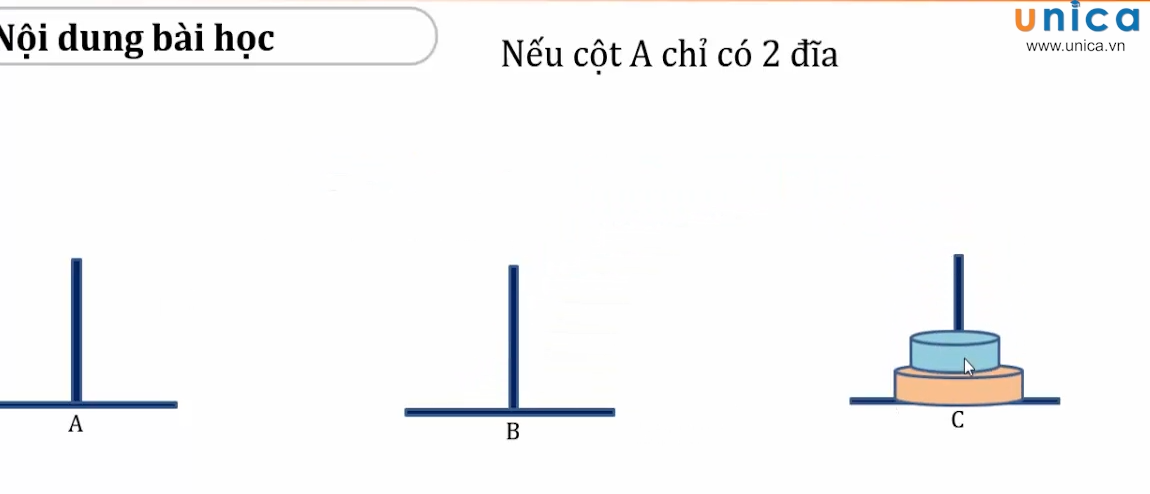 Nội dung bài học
Nếu cột A chỉ có 2 đĩa
unica
www.unica.vn
A
B
C